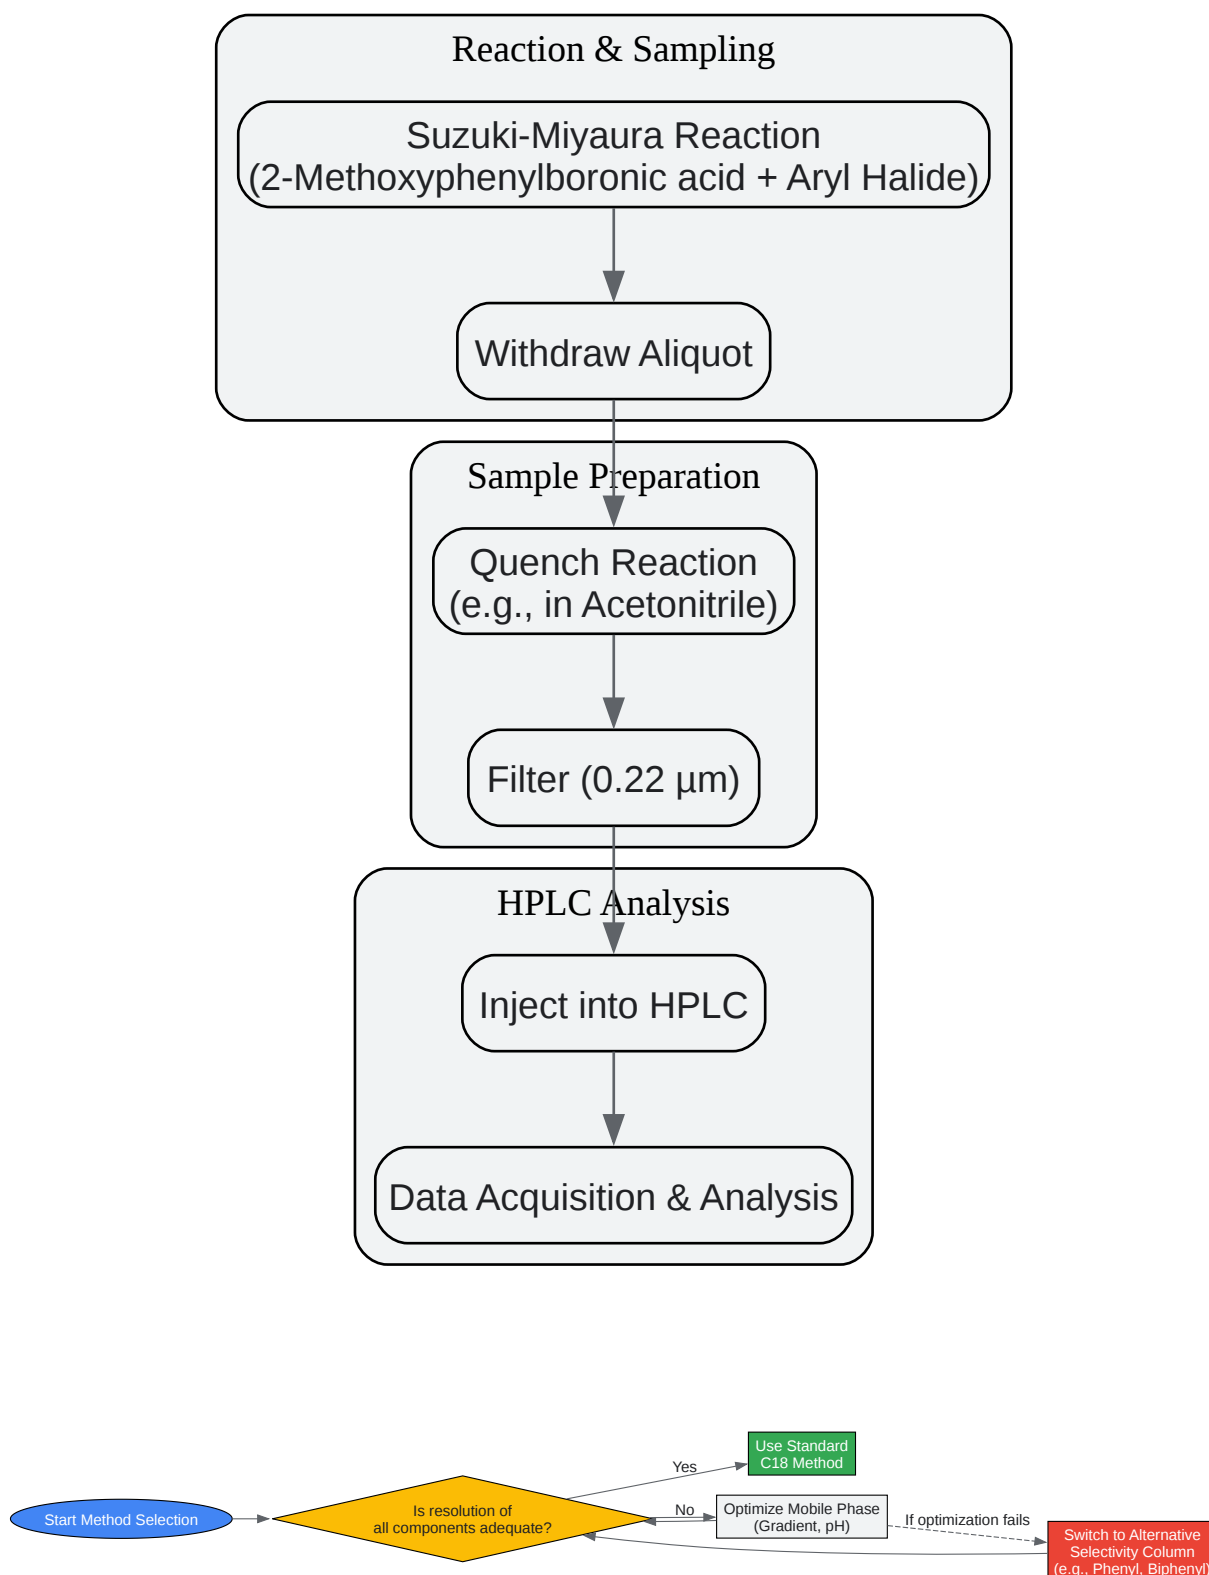 Reaction & Sampling
Suzuki-Miyaura Reaction
(2-Methoxyphenylboronic acid + Aryl Halide)
Withdraw Aliquot
Sample Preparation
Quench Reaction
(e.g., in Acetonitrile)
Filter (0.22 µm)
HPLC Analysis
Inject into HPLC
Data Acquisition & Analysis
Start Method Selection
Is resolution of
all components adequate?
Yes
Use Standard
C18 Method
No
Optimize Mobile Phase
(Gradient, pH)
If optimization fails
Switch to Alternative
Selectivity Column
(e.g., Phenyl, Biphenyl)